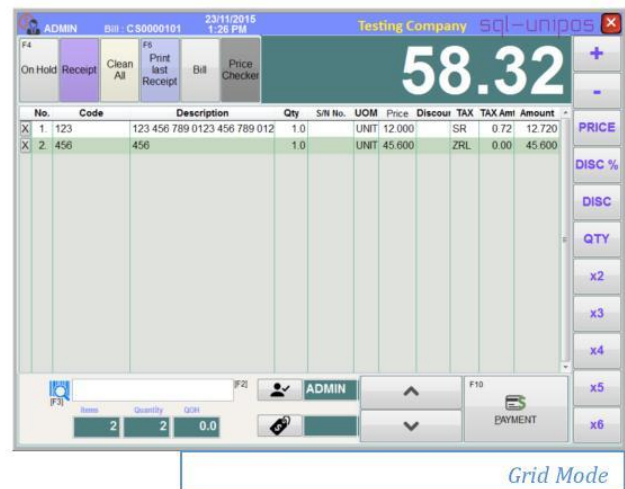 ADMIN Bill : CS0000101 23/11/2015 1:26 PM Testing Company sql-unipos
F4 On Hold
Receipt
Clean All
F6 Print last Receipt
Bill
Price Checker
58.32
+
-
PRICE
DISC %
DISC
QTY
x2
x3
x4
x5
x6
No. Code Description Qty S/N No. UOM Price Discour TAX TAX Amt Amount
X 1. 123 123 456 789 0123 456 789 012 1.0 UNIT 12.000 SR 0.72 12.720
X 2. 456 456 1.0 UNIT 45.600 ZRL 0.00 45.600
[F3] [F2] ADMIN
Items Quantity QOH
2 2 0.0
F10
PAYMENT
Grid Mode